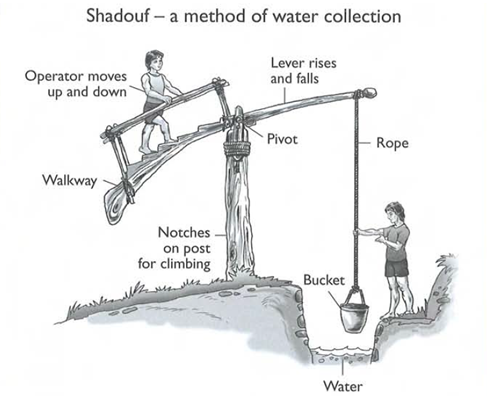 Shadouf – a method of water collection
Operator moves
up and down
Lever rises
and falls
Pivot
Rope
Walkway
Notches
on post
for climbing
Bucket
Water